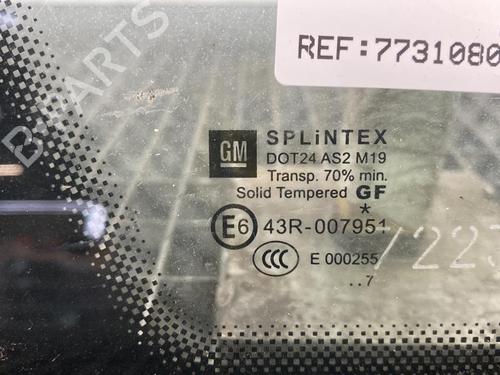 REF:7731080
B-PARTS
GM
SPLiNTEX
DOT24 AS2 M19
Transp. 70% min.
Solid Tempered GF
*
E6 43R-007951
CCC E 000255
..7